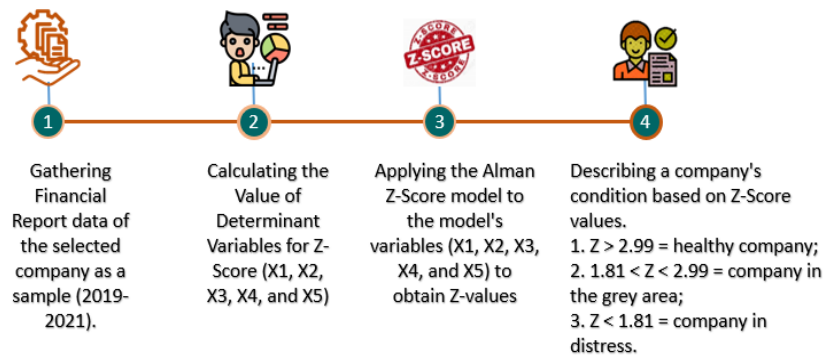 Z-SCORE
Z-SCORE
Z-SCORE
1
2
3
4
Gathering
Financial
Report data of
the selected
company as a
sample (2019-
2021).
Calculating the
Value of
Determinant
Variables for Z-
Score (X1, X2,
X3, X4, and X5)
Applying the Alman
Z-Score model to
the model's
variables (X1, X2, X3,
X4, and X5) to
obtain Z-values
Describing a company's
condition based on Z-Score
values.
1. Z > 2.99 = healthy company;
2. 1.81 < Z < 2.99 = company in
the grey area;
3. Z < 1.81 = company in
distress.